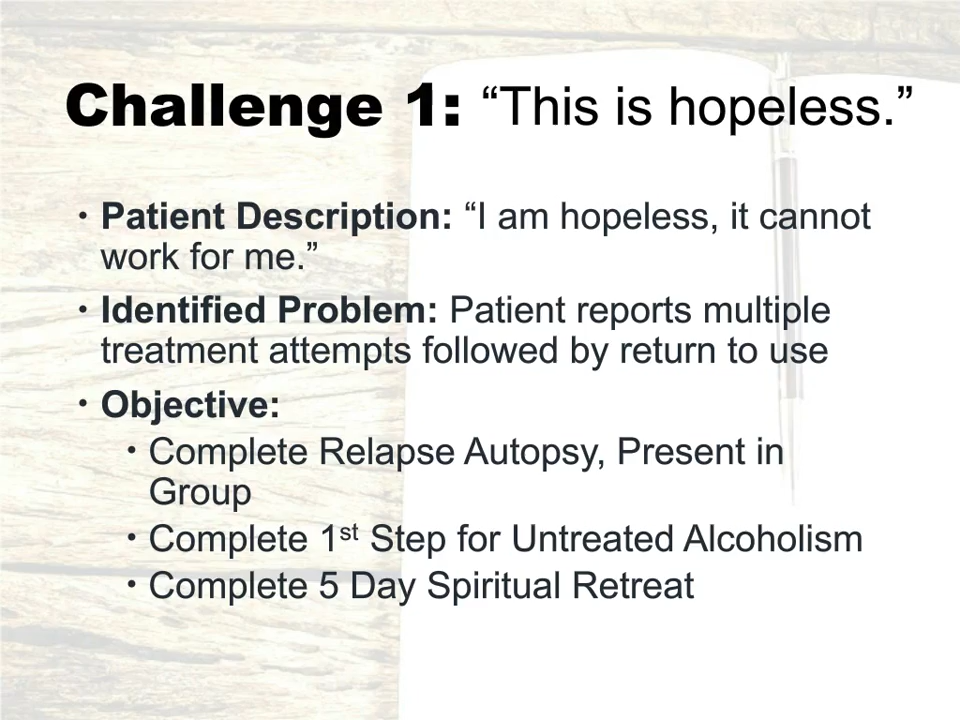 Challenge 1: “This is hopeless.”
• Patient Description: “I am hopeless, it cannot
work for me.”
• Identified Problem: Patient reports multiple
treatment attempts followed by return to use
• Objective:
• Complete Relapse Autopsy, Present in
Group
• Complete 1st Step for Untreated Alcoholism
• Complete 5 Day Spiritual Retreat